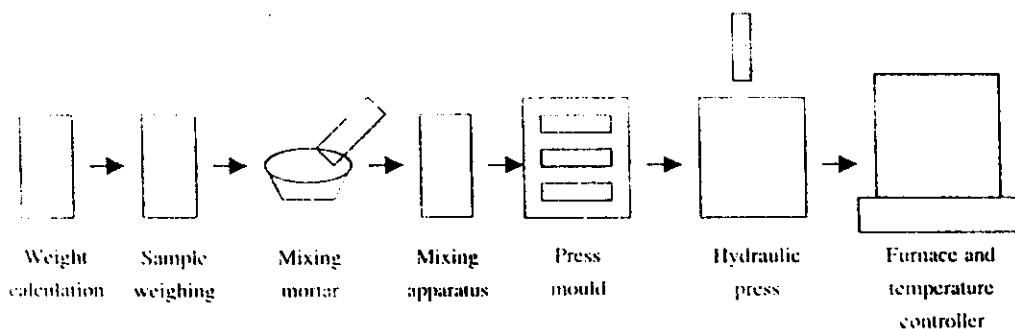 Weight
calculation
Sample
weighing
Mixing
mortar
Mixing
apparatus
Press
mould
Hydraulic
press
Furnace and
temperature
controller